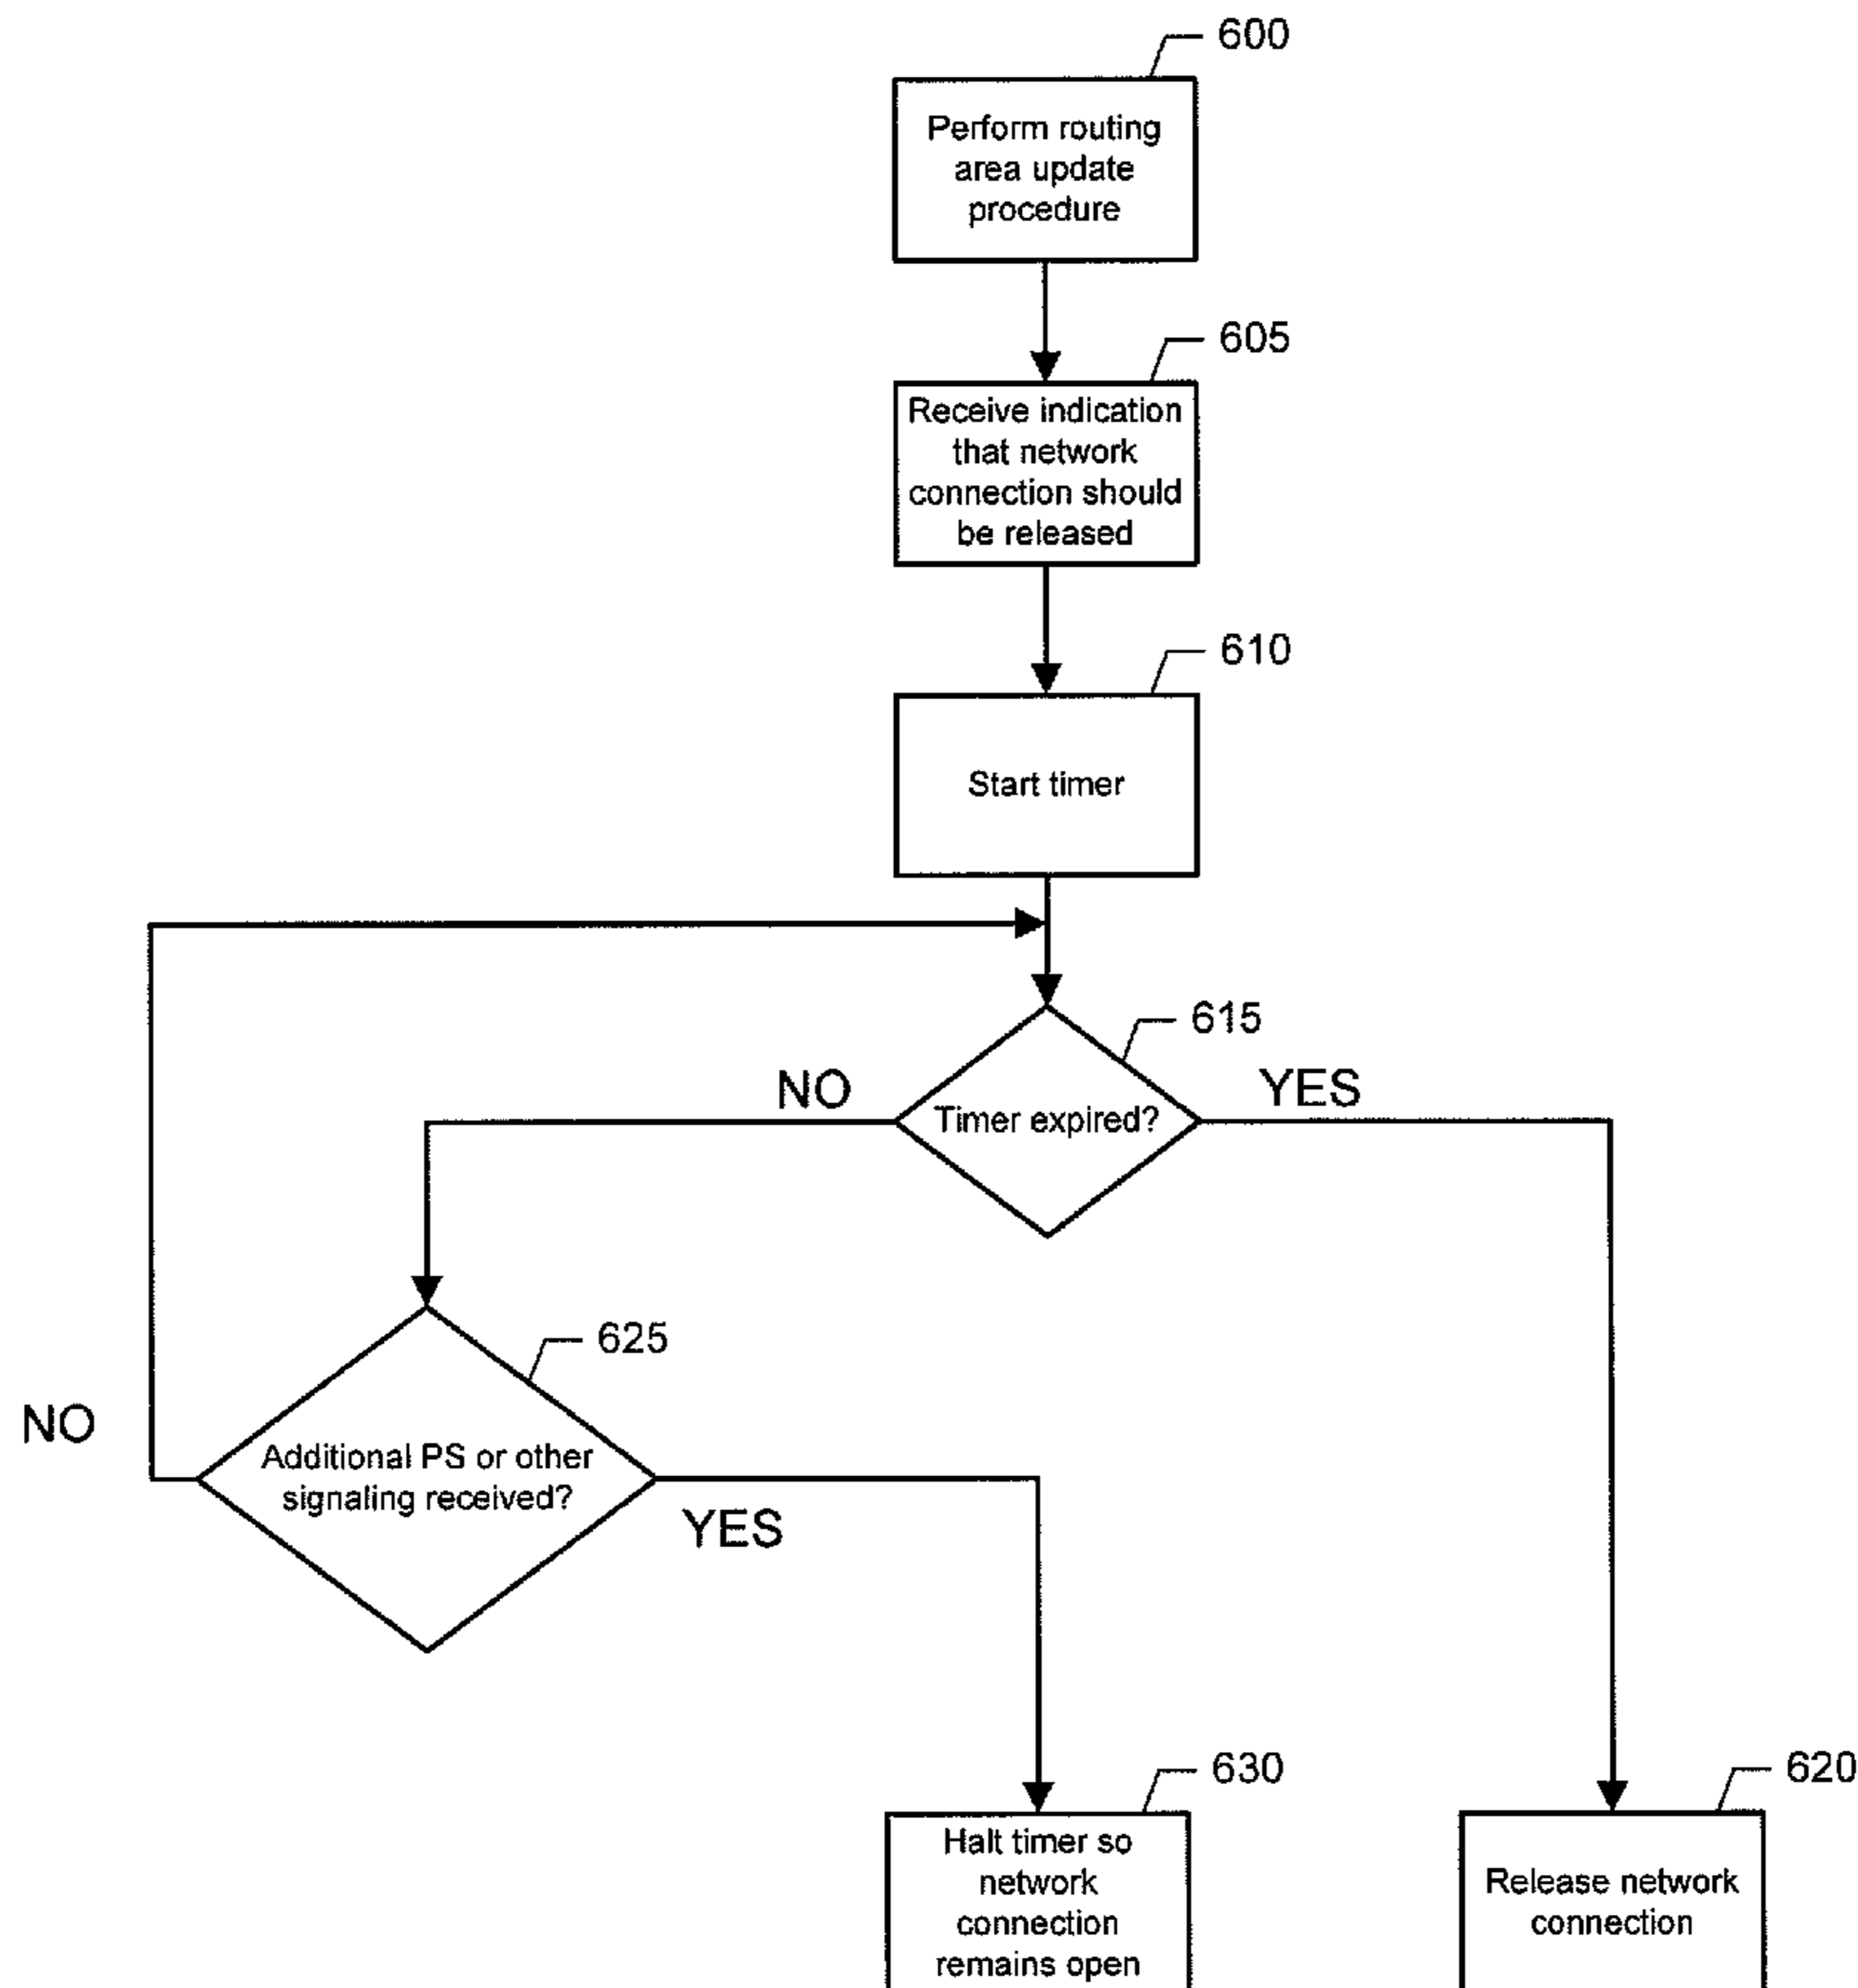 600
Perform routing
area update
procedure
605
Receive indication
that network
connection should
be released
610
Start timer
615
NO
YES
Timer expired?
625
NO
Additional PS or other
signaling received?
YES
630
Halt timer so
network
connection
remains open
620
Release network
connection